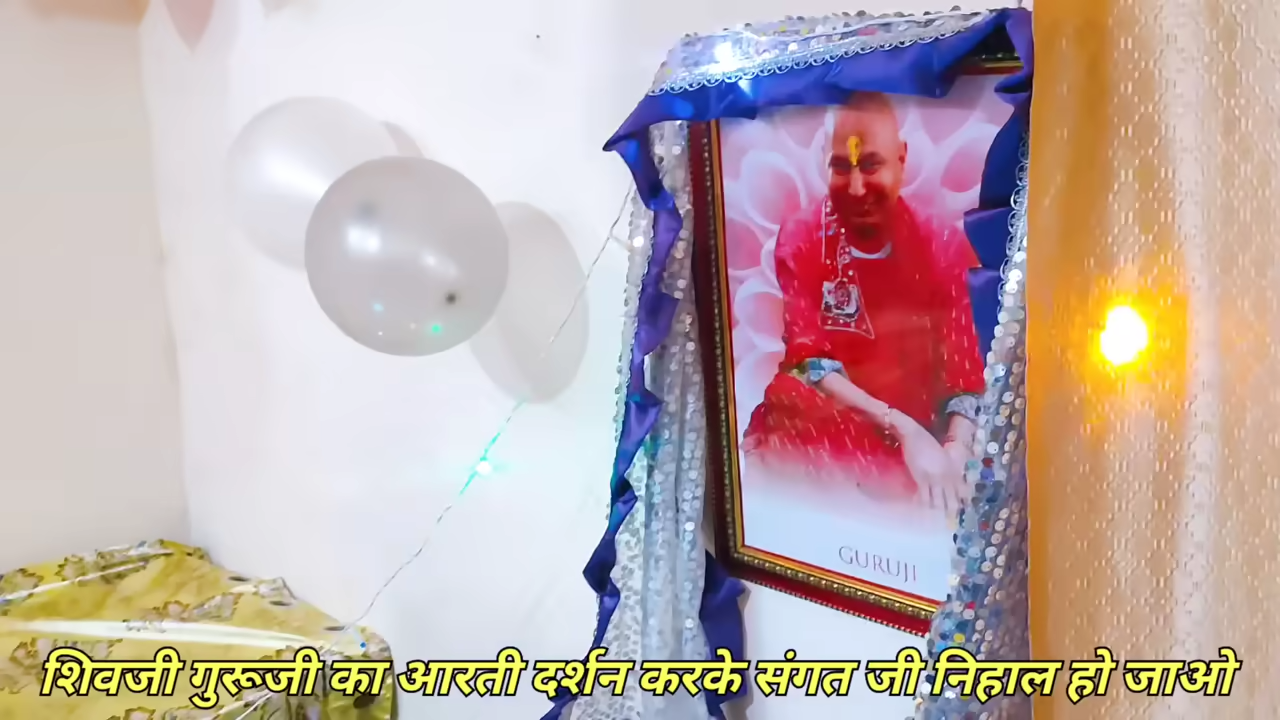 GURUJI
शिवजी गुरूजी का आरती दर्शन करके संगत जी निहाल हो जाओ